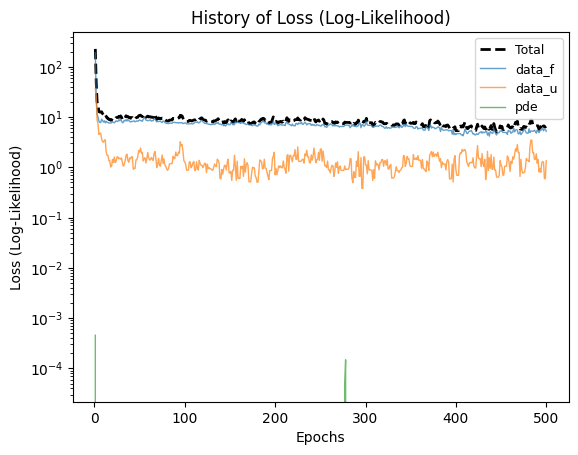 History of Loss (Log-Likelihood)
Total
data_f
data_u
pde
Loss (Log-Likelihood)
10²
10¹
10⁰
10⁻¹
10⁻²
10⁻³
10⁻⁴
0 100 200 300 400 500
Epochs